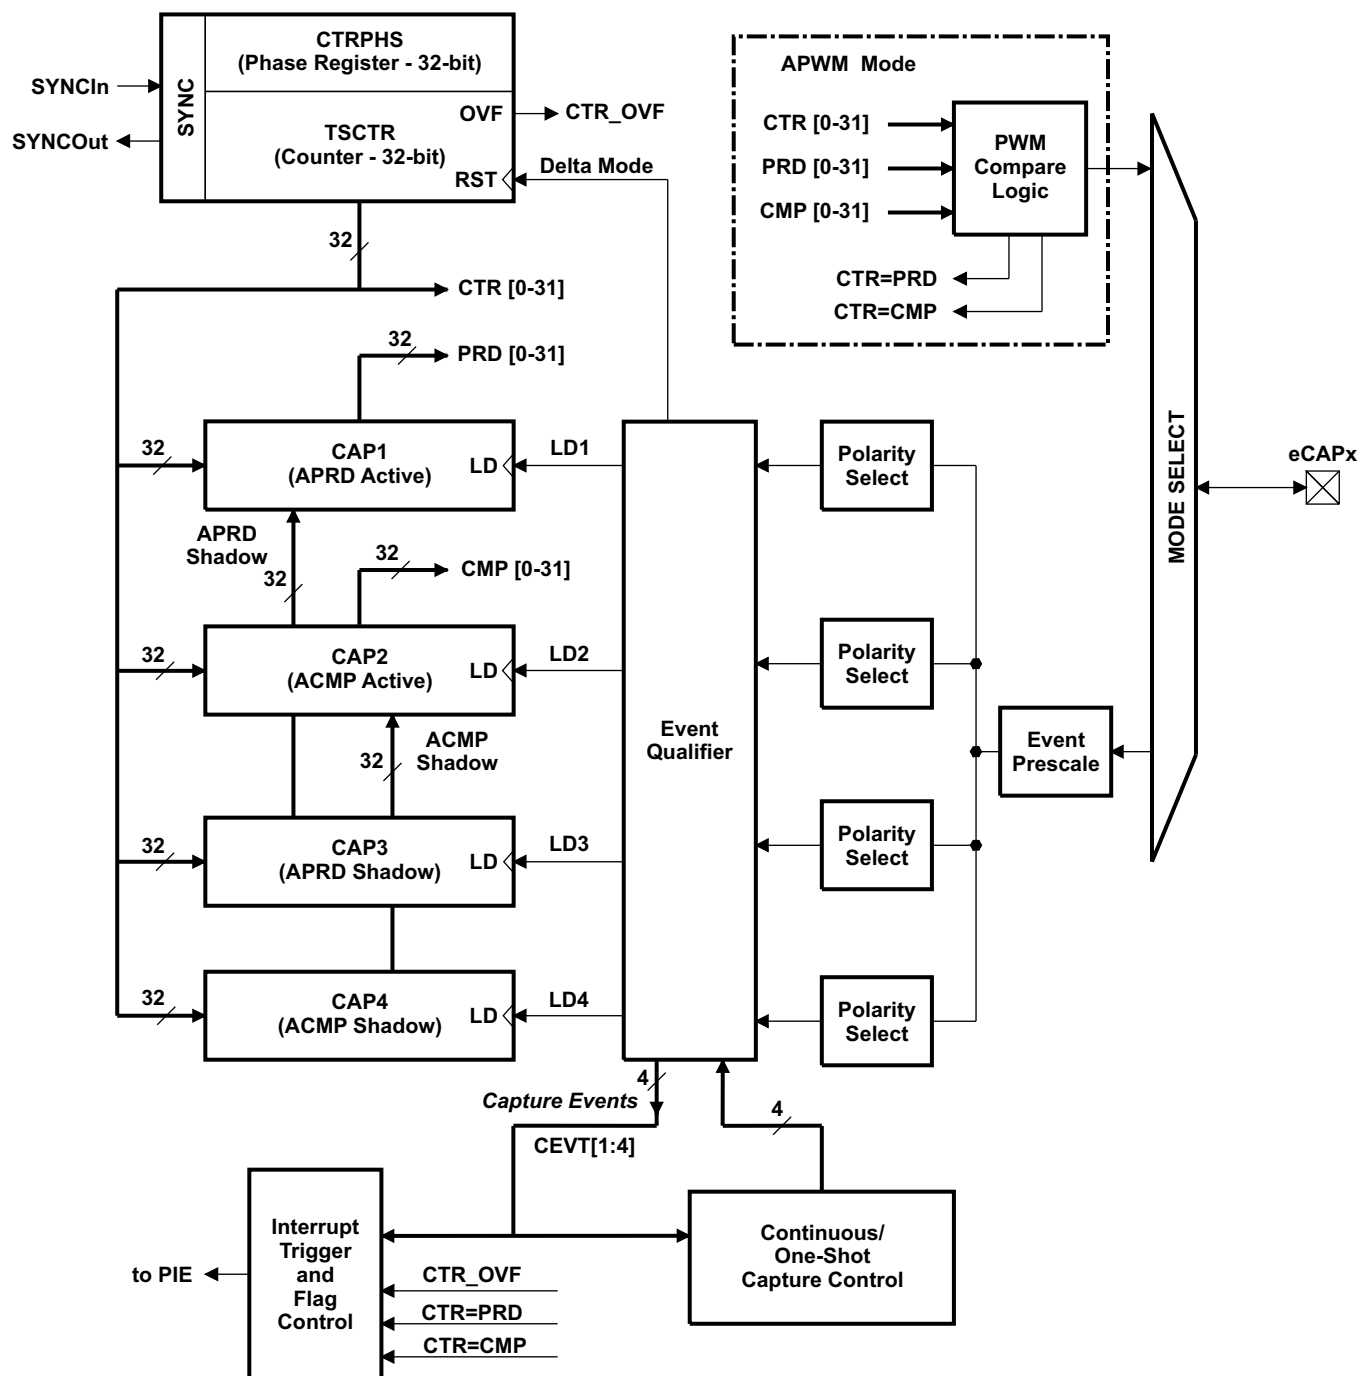 CTRPHS
(Phase Register - 32-bit)
SYNC
SYNCIn
SYNCOut
OVF
CTR_OVF
TSCTR
(Counter - 32-bit)
RST
Delta Mode
32
CTR [0-31]
32
PRD [0-31]
APWM Mode
CTR [0-31]
PRD [0-31]
CMP [0-31]
PWM
Compare
Logic
CTR=PRD
CTR=CMP
MODE SELECT
eCAPx
32
CAP1
(APRD Active)
LD
LD1
Polarity
Select
APRD
Shadow
32
32
CMP [0-31]
32
CAP2
(ACMP Active)
LD
LD2
Polarity
Select
Event
Qualifier
Event
Prescale
ACMP
Shadow
32
32
CAP3
(APRD Shadow)
LD
LD3
Polarity
Select
32
CAP4
(ACMP Shadow)
LD
LD4
Polarity
Select
4
Capture Events
CEVT[1:4]
4
Interrupt
Trigger
and
Flag
Control
to PIE
CTR_OVF
CTR=PRD
CTR=CMP
Continuous/
One-Shot
Capture Control